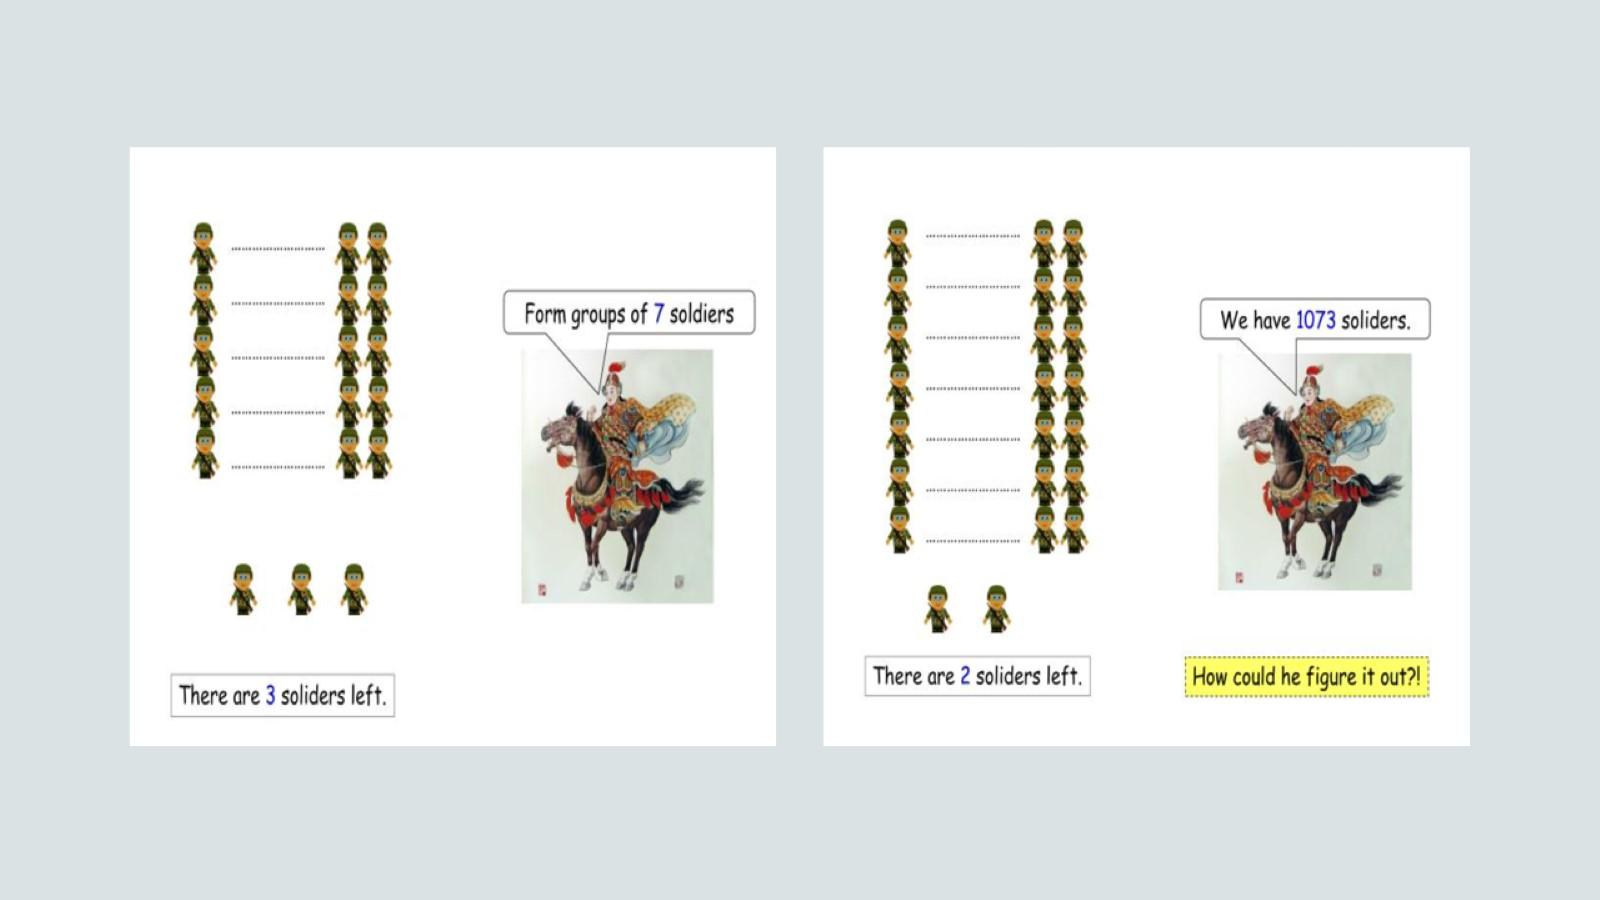 Form groups of 7 soldiers
There are 3 soliders left.
We have 1073 soliders.
There are 2 soliders left.
How could he figure it out?!